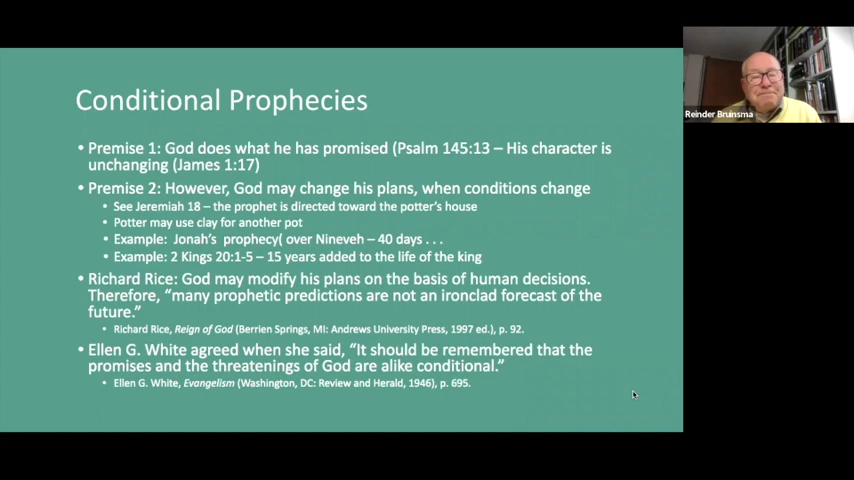 Conditional Prophecies
• Premise 1: God does what he has promised (Psalm 145:13 – His character is
unchanging (James 1:17)
• Premise 2: However, God may change his plans, when conditions change
• See Jeremiah 18 – the prophet is directed toward the potter's house
• Potter may use clay for another pot
• Example: Jonah's prophecy( over Nineveh – 40 days . . .
• Example: 2 Kings 20:1-5 – 15 years added to the life of the king
• Richard Rice: God may modify his plans on the basis of human decisions.
Therefore, “many prophetic predictions are not an ironclad forecast of the
future.”
• Richard Rice, Reign of God (Berrien Springs, MI: Andrews University Press, 1997 ed.), p. 92.
• Ellen G. White agreed when she said, “It should be remembered that the
promises and the threatenings of God are alike conditional.”
• Ellen G. White, Evangelism (Washington, DC: Review and Herald, 1946), p. 695.
Reinder Bruinsma